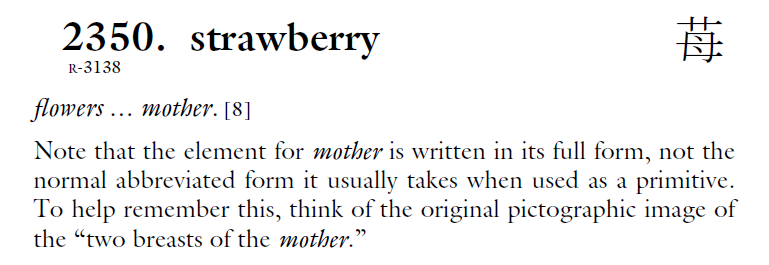 2350. strawberry 苺
R-3138
flowers … mother. [8]
Note that the element for mother is written in its full form, not the
normal abbreviated form it usually takes when used as a primitive.
To help remember this, think of the original pictographic image of
the “two breasts of the mother.”